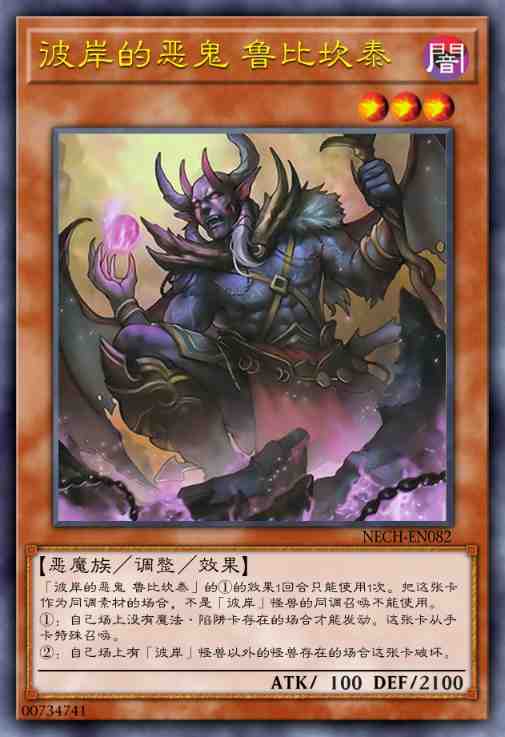 彼岸的恶鬼 鲁比坎泰
闇
NECH-EN082
【恶魔族／调整／效果】
「彼岸的恶鬼 鲁比坎泰」的①的效果1回合只能使用1次。把这张卡
作为同调素材的场合，不是「彼岸」怪兽的同调召唤不能使用。
①：自己场上没有魔法·陷阱卡存在的场合才能发动。这张卡从手
卡特殊召唤。
②：自己场上有「彼岸」怪兽以外的怪兽存在的场合这张卡破坏。
ATK/ 100 DEF/2100
00734741